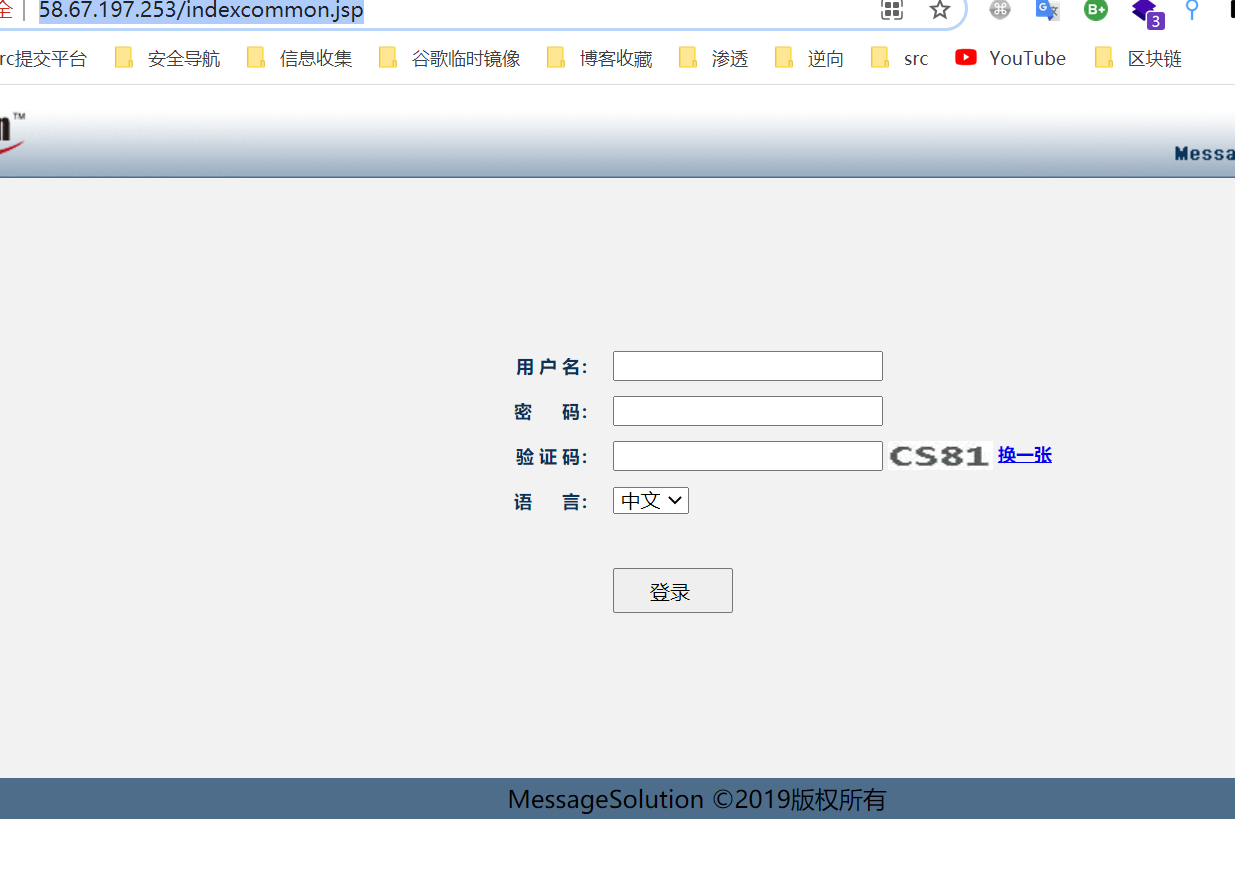 全 58.67.197.253/indexcommon.jsp
B+ 3
rc提交平台 安全导航 信息收集 谷歌临时镜像 博客收藏 渗透 逆向 src YouTube 区块链
n™
Messa
用户名:
密 码:
验证码: CS81 换一张
语 言: 中文
登录
MessageSolution ©2019版权所有